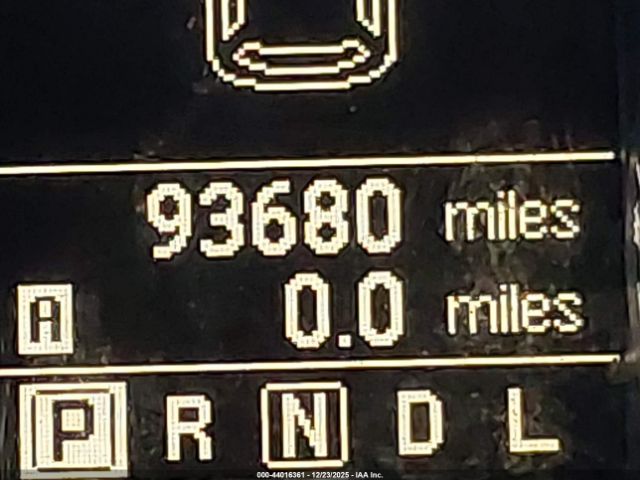 93680 miles
A 0.0 miles
P R N D L
000-44016361 - 12/23/2025 - IAA Inc.